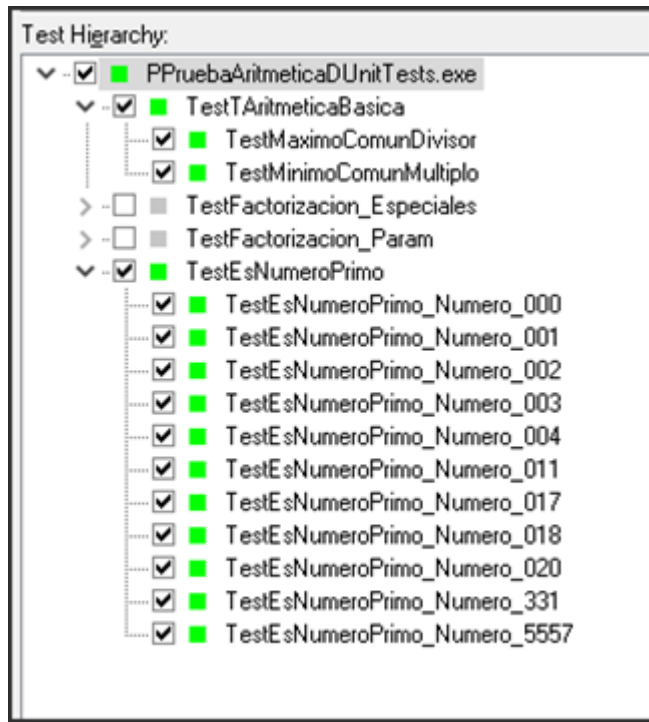 Test Hierarchy:
PPruebaAritmeticaDUnitTests.exe
TestTAritmeticaBasica
TestMaximoComunDivisor
TestMinimoComunMultiplo
TestFactorizacion_Especiales
TestFactorizacion_Param
TestEsNumeroPrimo
TestEsNumeroPrimo_Numero_000
TestEsNumeroPrimo_Numero_001
TestEsNumeroPrimo_Numero_002
TestEsNumeroPrimo_Numero_003
TestEsNumeroPrimo_Numero_004
TestEsNumeroPrimo_Numero_011
TestEsNumeroPrimo_Numero_017
TestEsNumeroPrimo_Numero_018
TestEsNumeroPrimo_Numero_020
TestEsNumeroPrimo_Numero_331
TestEsNumeroPrimo_Numero_5557